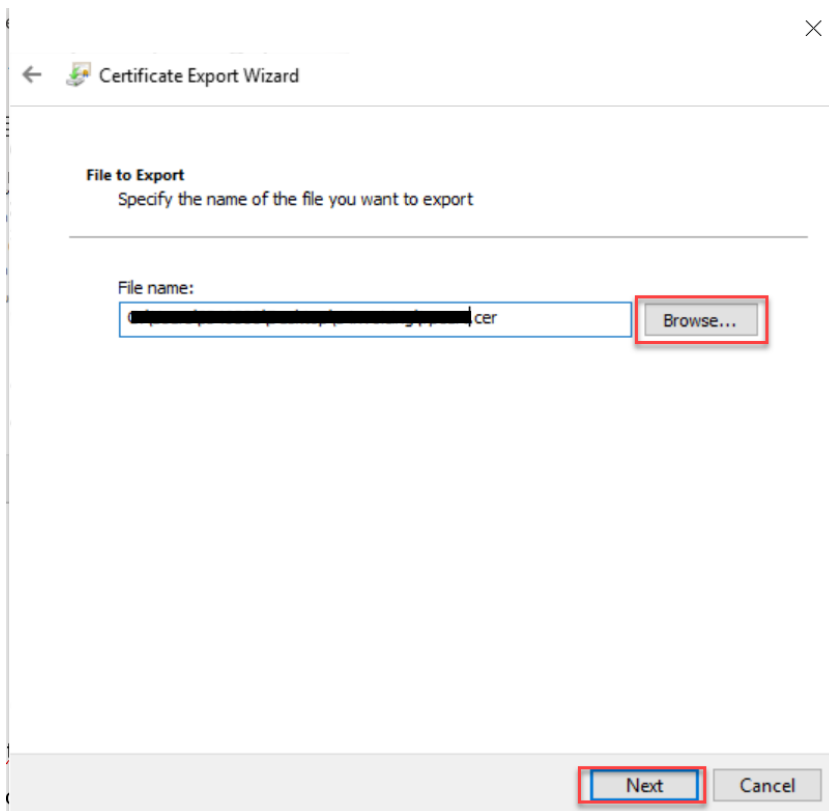 Certificate Export Wizard
File to Export
Specify the name of the file you want to export
File name:
.cer
Browse...
Next
Cancel